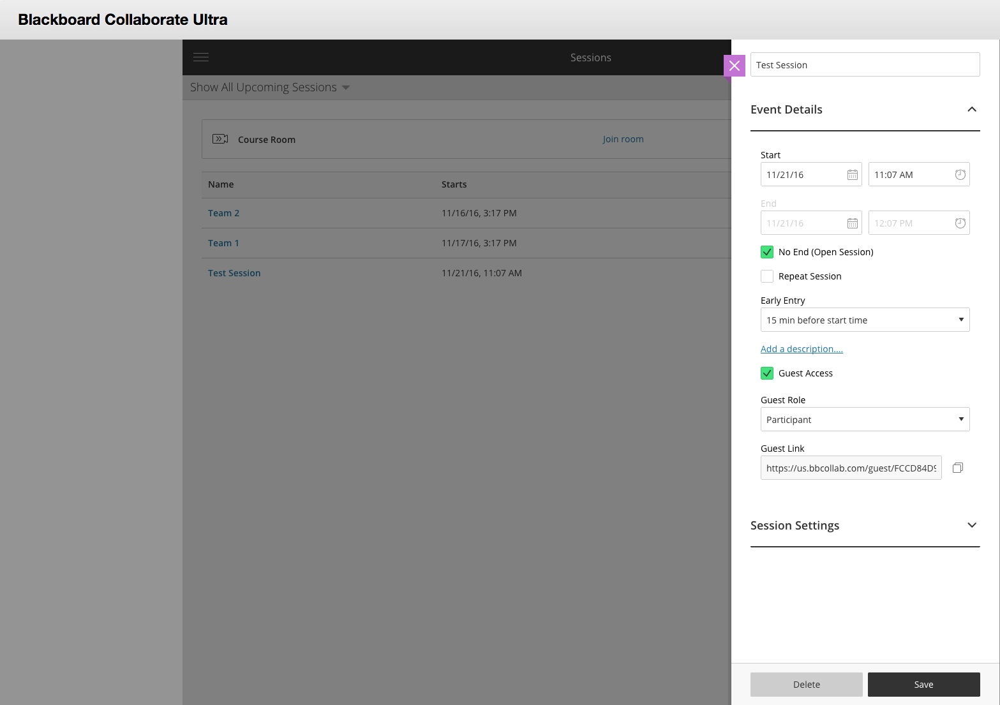 Blackboard Collaborate Ultra
Sessions
Show All Upcoming Sessions
Course Room Join room
Name Starts
Team 2 11/16/16, 3:17 PM
Team 1 11/17/16, 3:17 PM
Test Session 11/21/16, 11:07 AM
Test Session
Event Details
Start
11/21/16 11:07 AM
End
11/21/16 12:07 PM
No End (Open Session)
Repeat Session
Early Entry
15 min before start time
Add a description....
Guest Access
Guest Role
Participant
Guest Link
https://us.bbcollab.com/guest/FCCD84D9
Session Settings
Delete Save